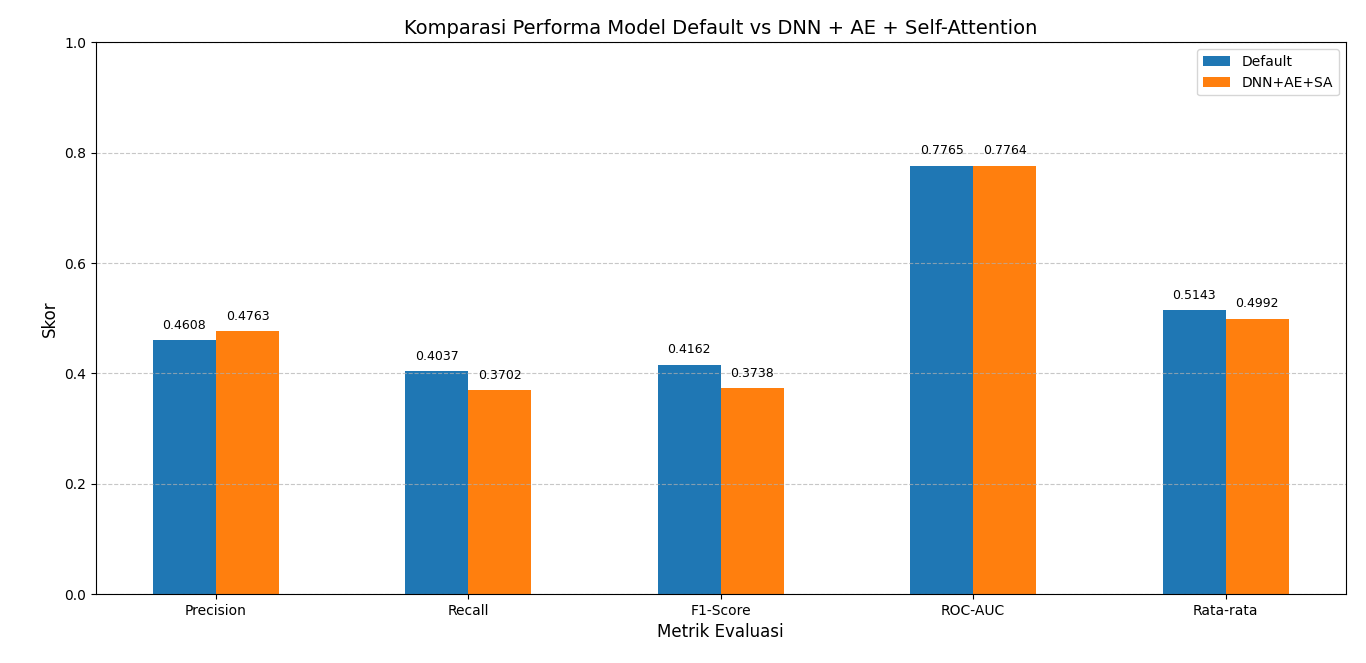 Komparasi Performa Model Default vs DNN + AE + Self-Attention
1.0
0.8
0.6
0.4
0.2
0.0
Skor
Default
DNN+AE+SA
0.4608
0.4763
0.4037
0.3702
0.4162
0.3738
0.7765
0.7764
0.5143
0.4992
Precision
Recall
F1-Score
ROC-AUC
Rata-rata
Metrik Evaluasi